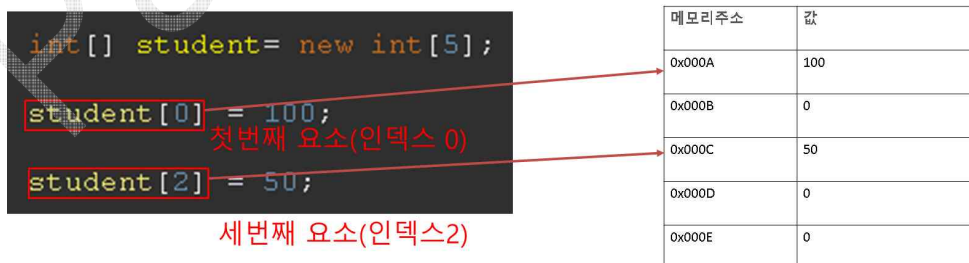 int[] student= new int[5];
student[0] = 100;
첫번째 요소(인덱스 0)
student[2] = 50;
세번째 요소(인덱스2)
메모리주소 값
0x000A 100
0x000B 0
0x000C 50
0x000D 0
0x000E 0